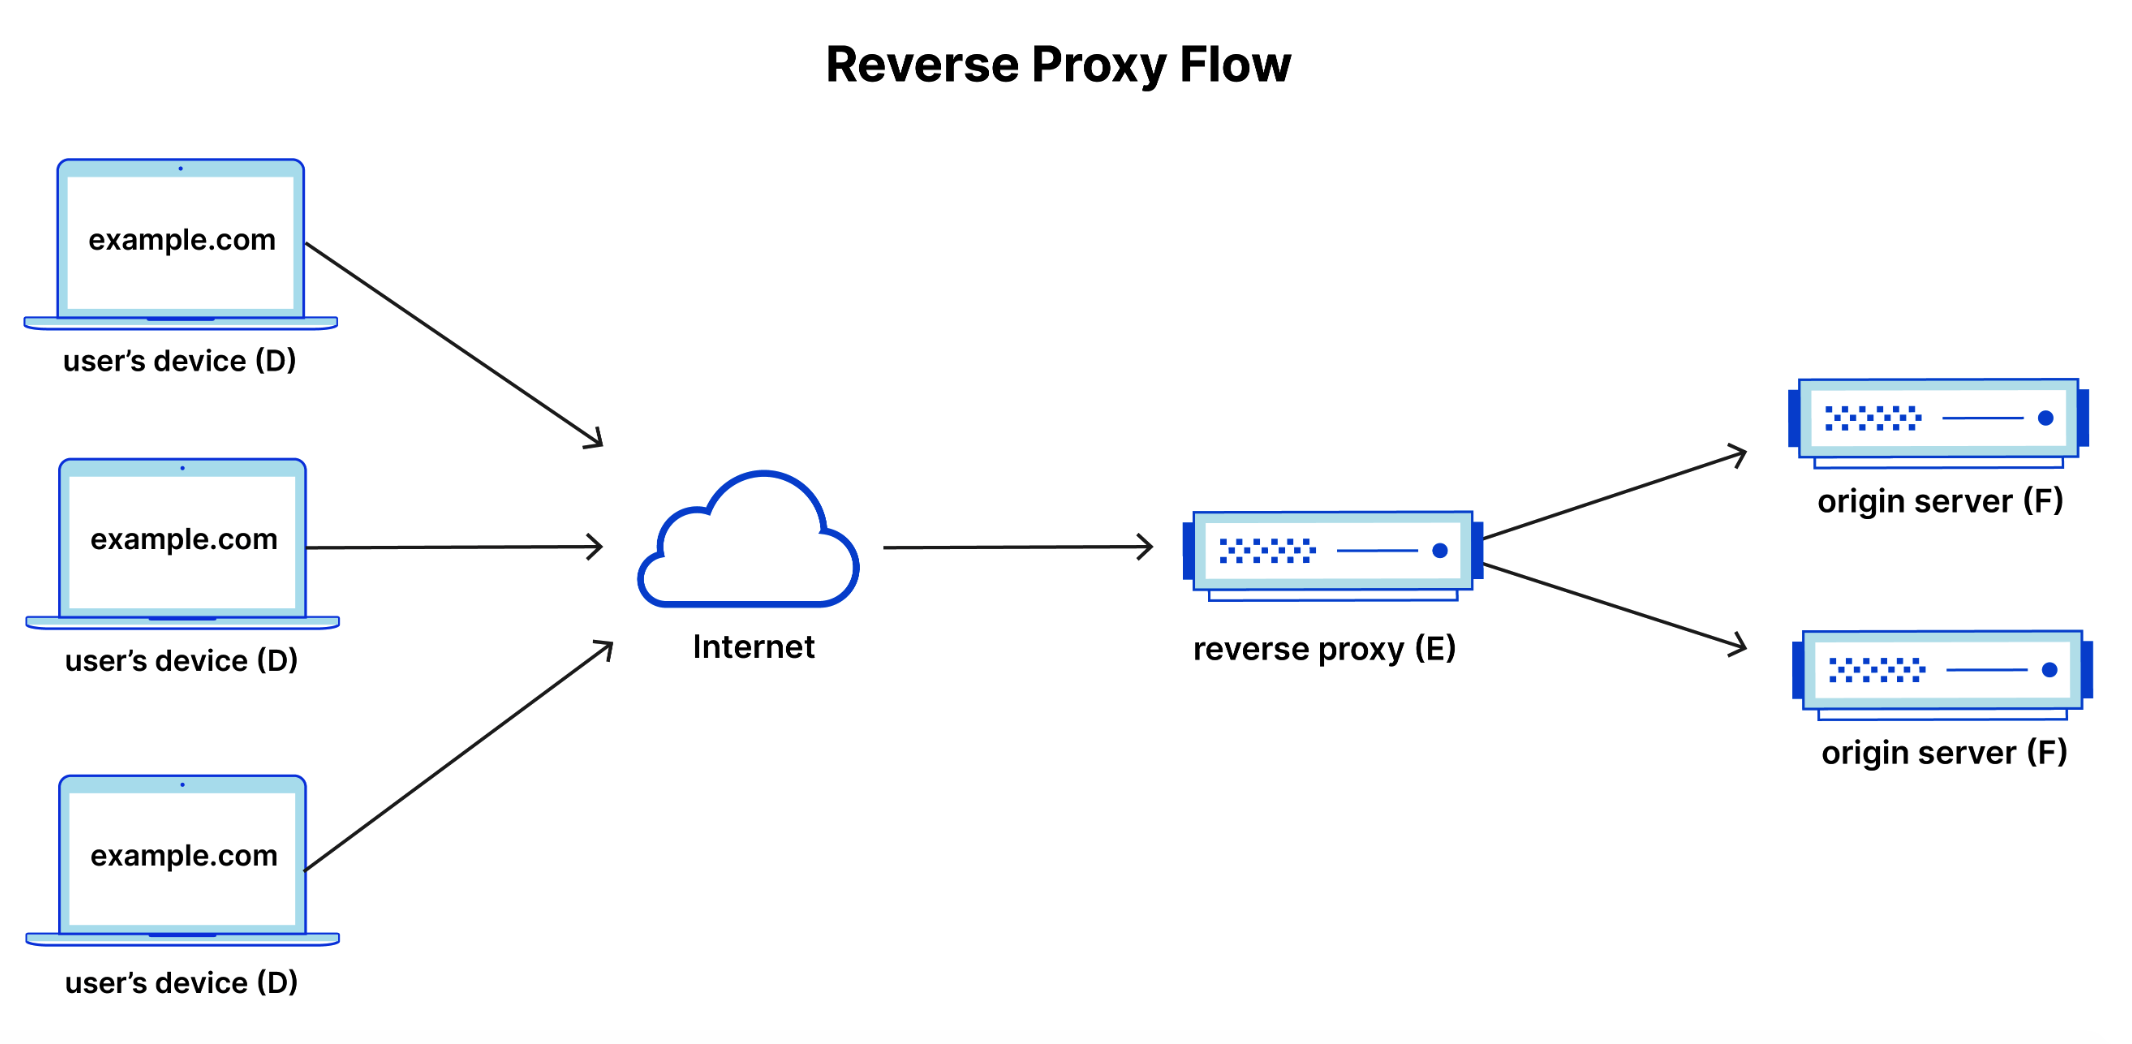 Reverse Proxy Flow
example.com
user’s device (D)
example.com
user’s device (D)
example.com
user’s device (D)
Internet
reverse proxy (E)
origin server (F)
origin server (F)